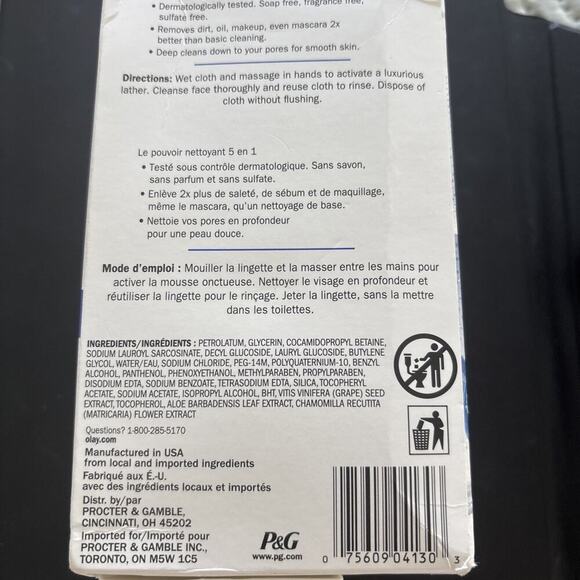 • Dermatologically tested. Soap free, fragrance free,
sulfate free.
• Removes dirt, oil, makeup, even mascara 2x
better than basic cleaning.
• Deep cleans down to your pores for smooth skin.
Directions: Wet cloth and massage in hands to activate a luxurious
lather. Cleanse face thoroughly and reuse cloth to rinse. Dispose of
cloth without flushing.
Le pouvoir nettoyant 5 en 1
• Testé sous contrôle dermatologique. Sans savon,
sans parfum et sans sulfate.
• Enlève 2x plus de saleté, de sébum et de maquillage,
même le mascara, qu'un nettoyage de base.
• Nettoie vos pores en profondeur
pour une peau douce.
Mode d'emploi : Mouiller la lingette et la masser entre les mains pour
activer la mousse onctueuse. Nettoyer le visage en profondeur et
réutiliser la lingette pour le rinçage. Jeter la lingette, sans la mettre
dans les toilettes.
INGREDIENTS/INGRÉDIENTS : PETROLATUM, GLYCERIN, COCAMIDOPROPYL BETAINE,
SODIUM LAUROYL SARCOSINATE, DECYL GLUCOSIDE, LAURYL GLUCOSIDE, BUTYLENE
GLYCOL, WATER/EAU, SODIUM CHLORIDE, PEG-14M, POLYQUATERNIUM-10, BENZYL
ALCOHOL, PANTHENOL, PHENOXYETHANOL, METHYLPARABEN, PROPYLPARABEN,
DISODIUM EDTA, SODIUM BENZOATE, TETRASODIUM EDTA, SILICA, TOCOPHERYL
ACETATE, SODIUM ACETATE, ISOPROPYL ALCOHOL, BHT, VITIS VINIFERA (GRAPE) SEED
EXTRACT, TOCOPHEROL, ALOE BARBADENSIS LEAF EXTRACT, CHAMOMILLA RECUTITA
(MATRICARIA) FLOWER EXTRACT
Questions? 1-800-285-5170
olay.com
Manufactured in USA
from local and imported ingredients
Fabriqué aux É.-U.
avec des ingrédients locaux et importés
Distr. by/par
PROCTER & GAMBLE,
CINCINNATI, OH 45202
Imported for/Importé pour
PROCTER & GAMBLE INC.,
TORONTO, ON M5W 1C5
P&G
www.pg.com
0 75609 04130 3